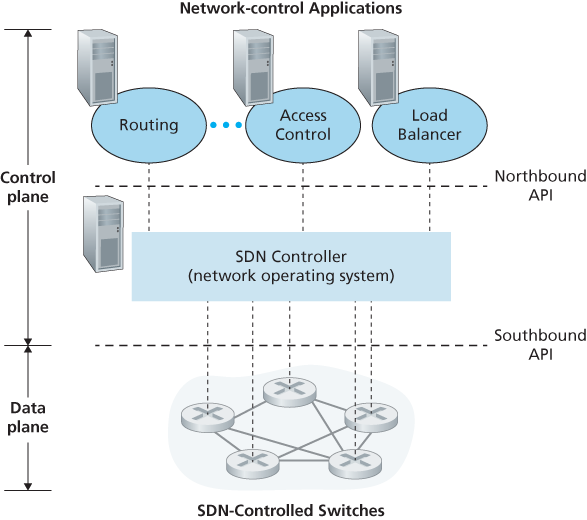 Network-control Applications
Routing
Access
Control
Load
Balancer
Control
plane
Northbound
API
SDN Controller
(network operating system)
Southbound
API
Data
plane
SDN-Controlled Switches